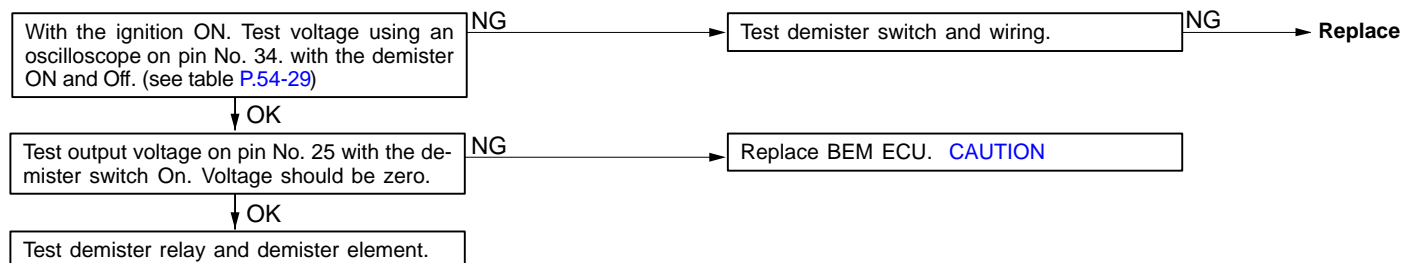 With the ignition ON. Test voltage using an
oscilloscope on pin No. 34. with the demister
ON and Off. (see table P.54-29)
NG
Test demister switch and wiring.
NG
Replace
OK
Test output voltage on pin No. 25 with the de-
mister switch On. Voltage should be zero.
NG
Replace BEM ECU. CAUTION
OK
Test demister relay and demister element.